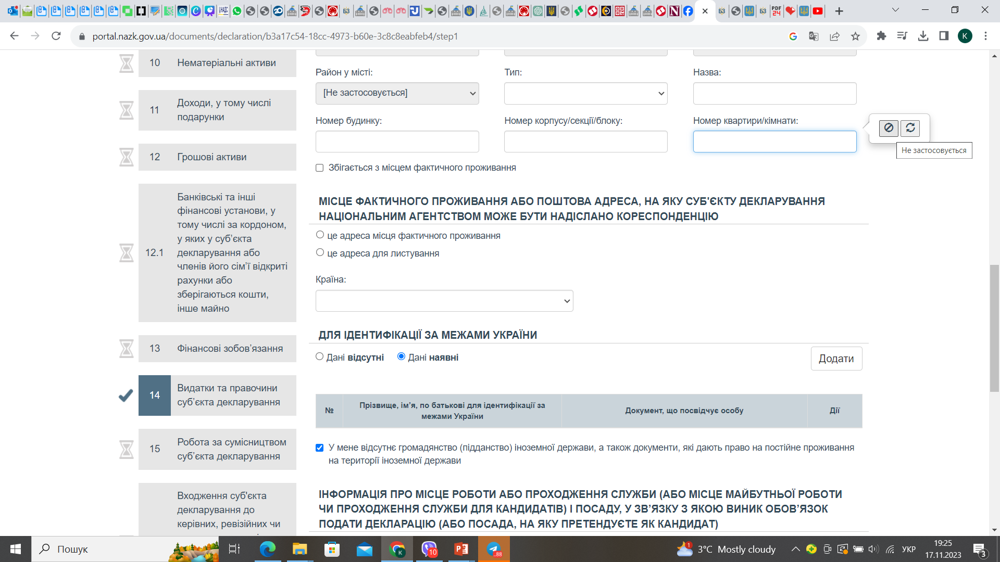 portal.nazk.gov.ua/documents/declaration/b3a17c54-18cc-4973-b60e-3c8c8eabfeb4/step1
K
10 Нематеріальні активи
11 Доходи, у тому числі
подарунки
12 Грошові активи
12.1 Банківські та інші
фінансові установи, у
тому числі за кордоном,
у яких у суб’єкта
декларування або
членів його сім’ї відкриті
рахунки або
зберігаються кошти,
інше майно
13 Фінансові зобов’язання
14 Видатки та правочини
суб’єкта декларування
15 Робота за сумісництвом
суб’єкта декларування
Входження суб'єкта
декларування до
керівних, ревізійних чи
Район у місті: Тип: Назва:
[Не застосовується]
Номер будинку: Номер корпусу/секції/блоку: Номер квартири/кімнати:
Не застосовується
Збігається з місцем фактичного проживання
МІСЦЕ ФАКТИЧНОГО ПРОЖИВАННЯ АБО ПОШТОВА АДРЕСА, НА ЯКУ СУБ'ЄКТУ ДЕКЛАРУВАННЯ
НАЦІОНАЛЬНИМ АГЕНТСТВОМ МОЖЕ БУТИ НАДІСЛАНО КОРЕСПОНДЕНЦІЮ
це адреса місця фактичного проживання
це адреса для листування
Країна:
ДЛЯ ІДЕНТИФІКАЦІЇ ЗА МЕЖАМИ УКРАЇНИ
Дані відсутні Дані наявні Додати
№ Прізвище, ім’я, по батькові для ідентифікації за
межами України Документ, що посвідчує особу Дії
У мене відсутнє громадянство (підданство) іноземної держави, а також документи, які дають право на постійне проживання
на території іноземної держави
ІНФОРМАЦІЯ ПРО МІСЦЕ РОБОТИ АБО ПРОХОДЖЕННЯ СЛУЖБИ (АБО МІСЦЕ МАЙБУТНЬОЇ РОБОТИ
ЧИ ПРОХОДЖЕННЯ СЛУЖБИ ДЛЯ КАНДИДАТІВ) І ПОСАДУ, У ЗВ’ЯЗКУ З ЯКОЮ ВИНИК ОБОВ’ЯЗОК
ПОДАТИ ДЕКЛАРАЦІЮ (АБО ПОСАДА, НА ЯКУ ПРЕТЕНДУЄТЕ ЯК КАНДИДАТ)
Пошук
10
..88
1
3°C Mostly cloudy
УКР
19:25
17.11.2023
3